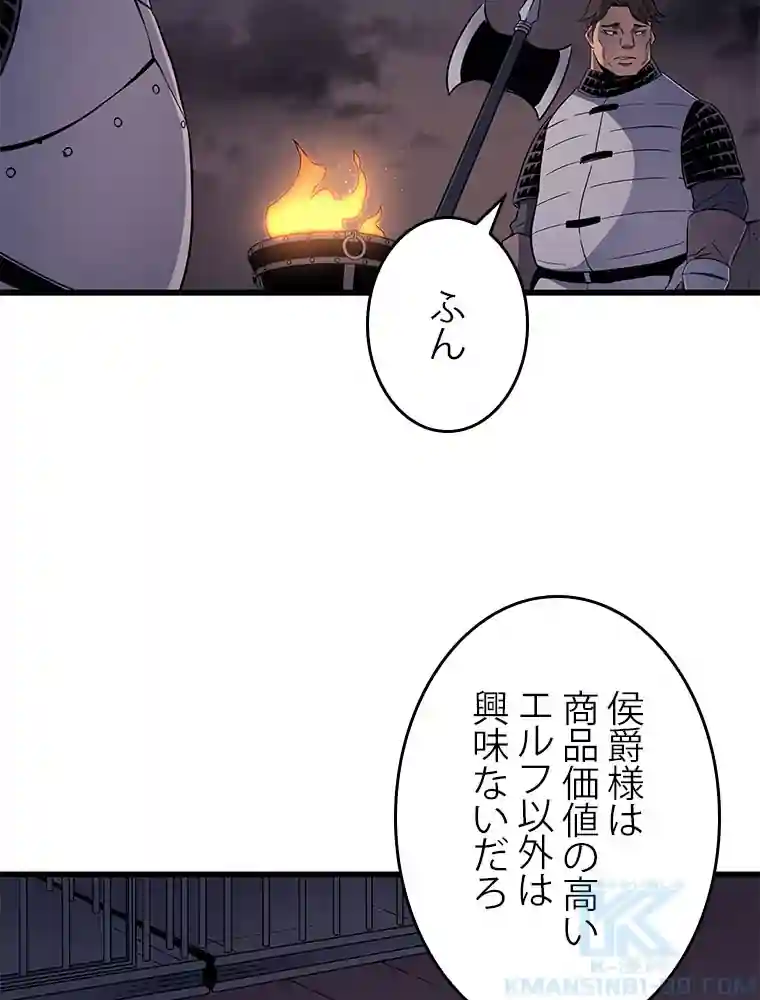 ふん
侯爵様は
商品価値の高い
エルフ以外は
興味ないだろ